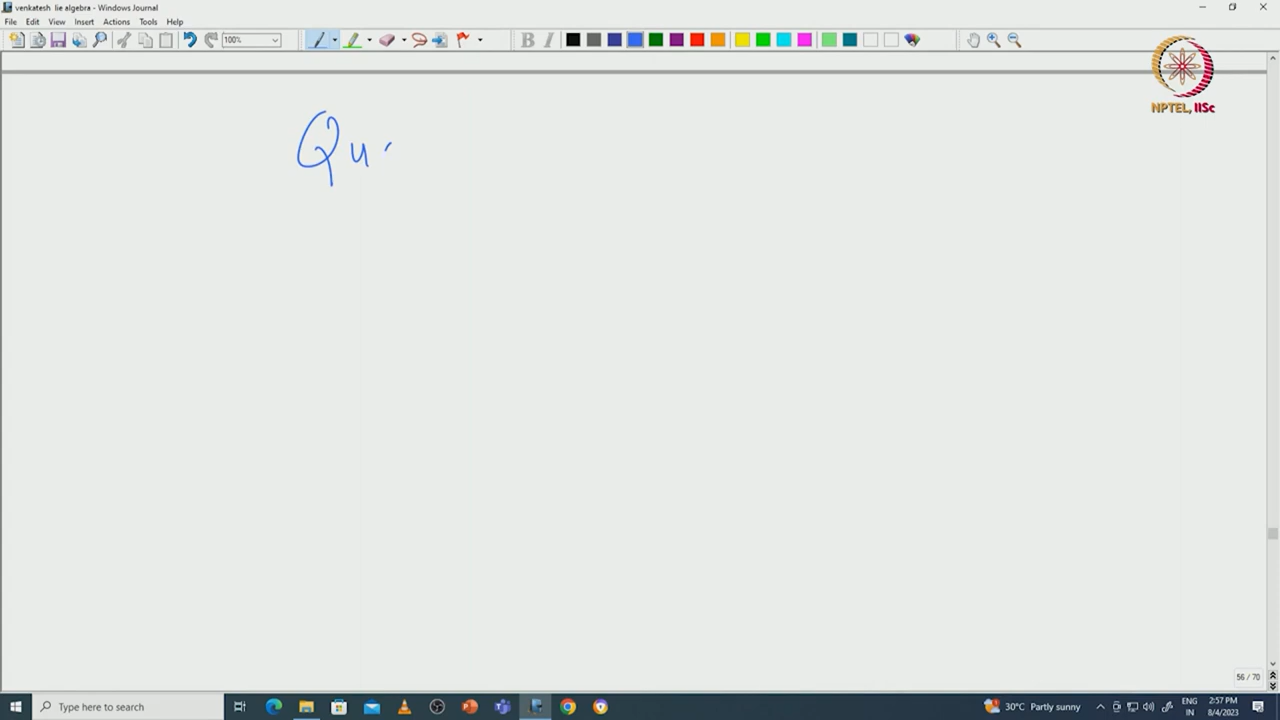 venkatesh lie algebra - Windows Journal
File Edit View Insert Actions Tools Help
100%
B I
NPTEL, IISc
Qu
56 / 70
Type here to search
30°C Partly sunny
ENG
IN
2:57 PM
8/4/2023